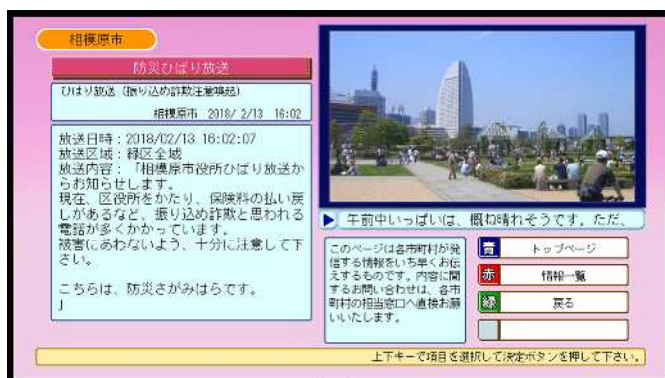 相模原市
防災ひばり放送
ひばり放送（振り込め詐欺注意喚起）
相模原市 2018/ 2/13 16:02
放送日時：2018/02/13 16:02:07
放送区域：緑区全域
放送内容：「相模原市役所ひばり放送か
らお知らせします。
現在、区役所をかたり、保険料の払い戻
しがあるなど、振り込め詐欺と思われる
電話が多くかかっています。
被害にあわないよう、十分に注意して下
さい。
こちらは、防災さがみはらです。
」
午前中いっぱいは、概ね晴れそうです。ただ、
このページは各市町村が発
信する情報をいち早くお伝
えするものです。内容に関
するお問い合わせは、各市
町村の担当窓口へ直接お願
いいたします。
青 トップページ
赤 情報一覧
緑 戻る
上下キーで項目を選択して決定ボタンを押して下さい。